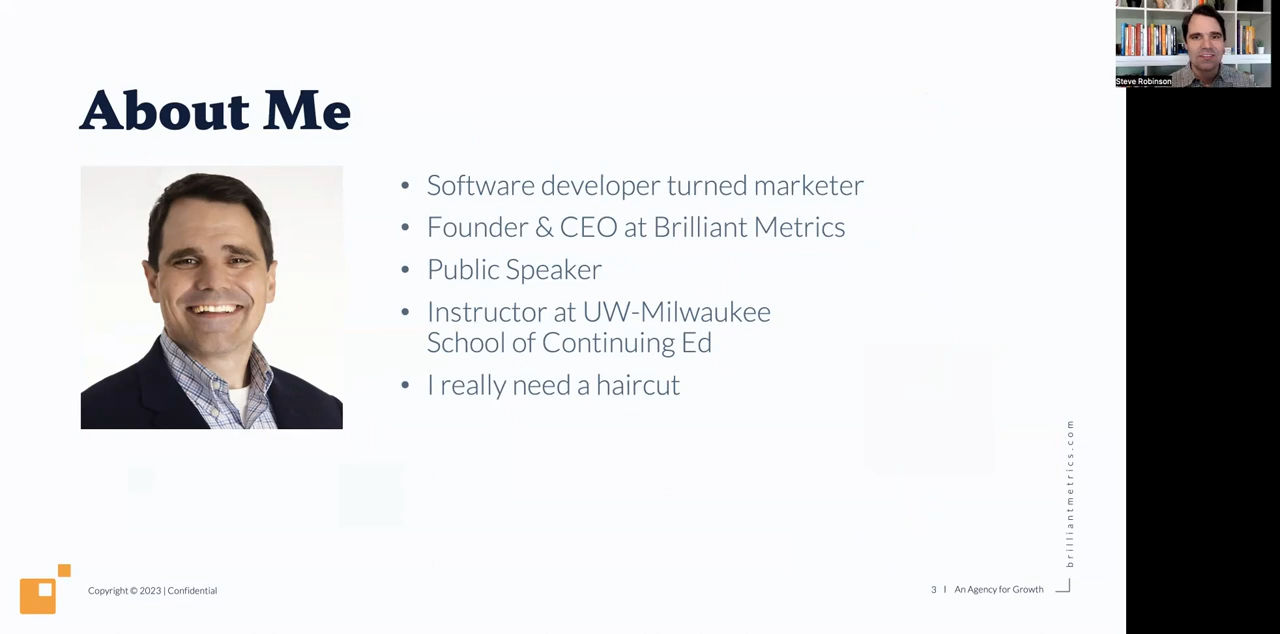 Steve Robinson
About Me
• Software developer turned marketer
• Founder & CEO at Brilliant Metrics
• Public Speaker
• Instructor at UW-Milwaukee
School of Continuing Ed
• I really need a haircut
brilliantmetrics.com
Copyright © 2023 | Confidential
3 | An Agency for Growth